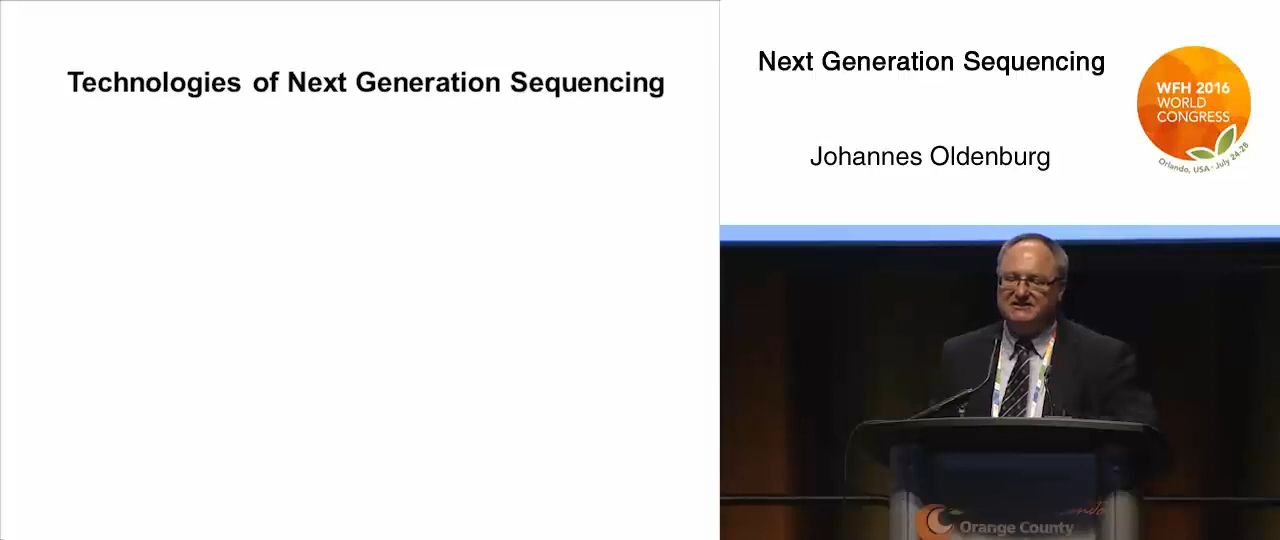 Technologies of Next Generation Sequencing
Next Generation Sequencing
Johannes Oldenburg
WFH 2016
WORLD
CONGRESS
Orlando, USA · July 24-28
Orange County